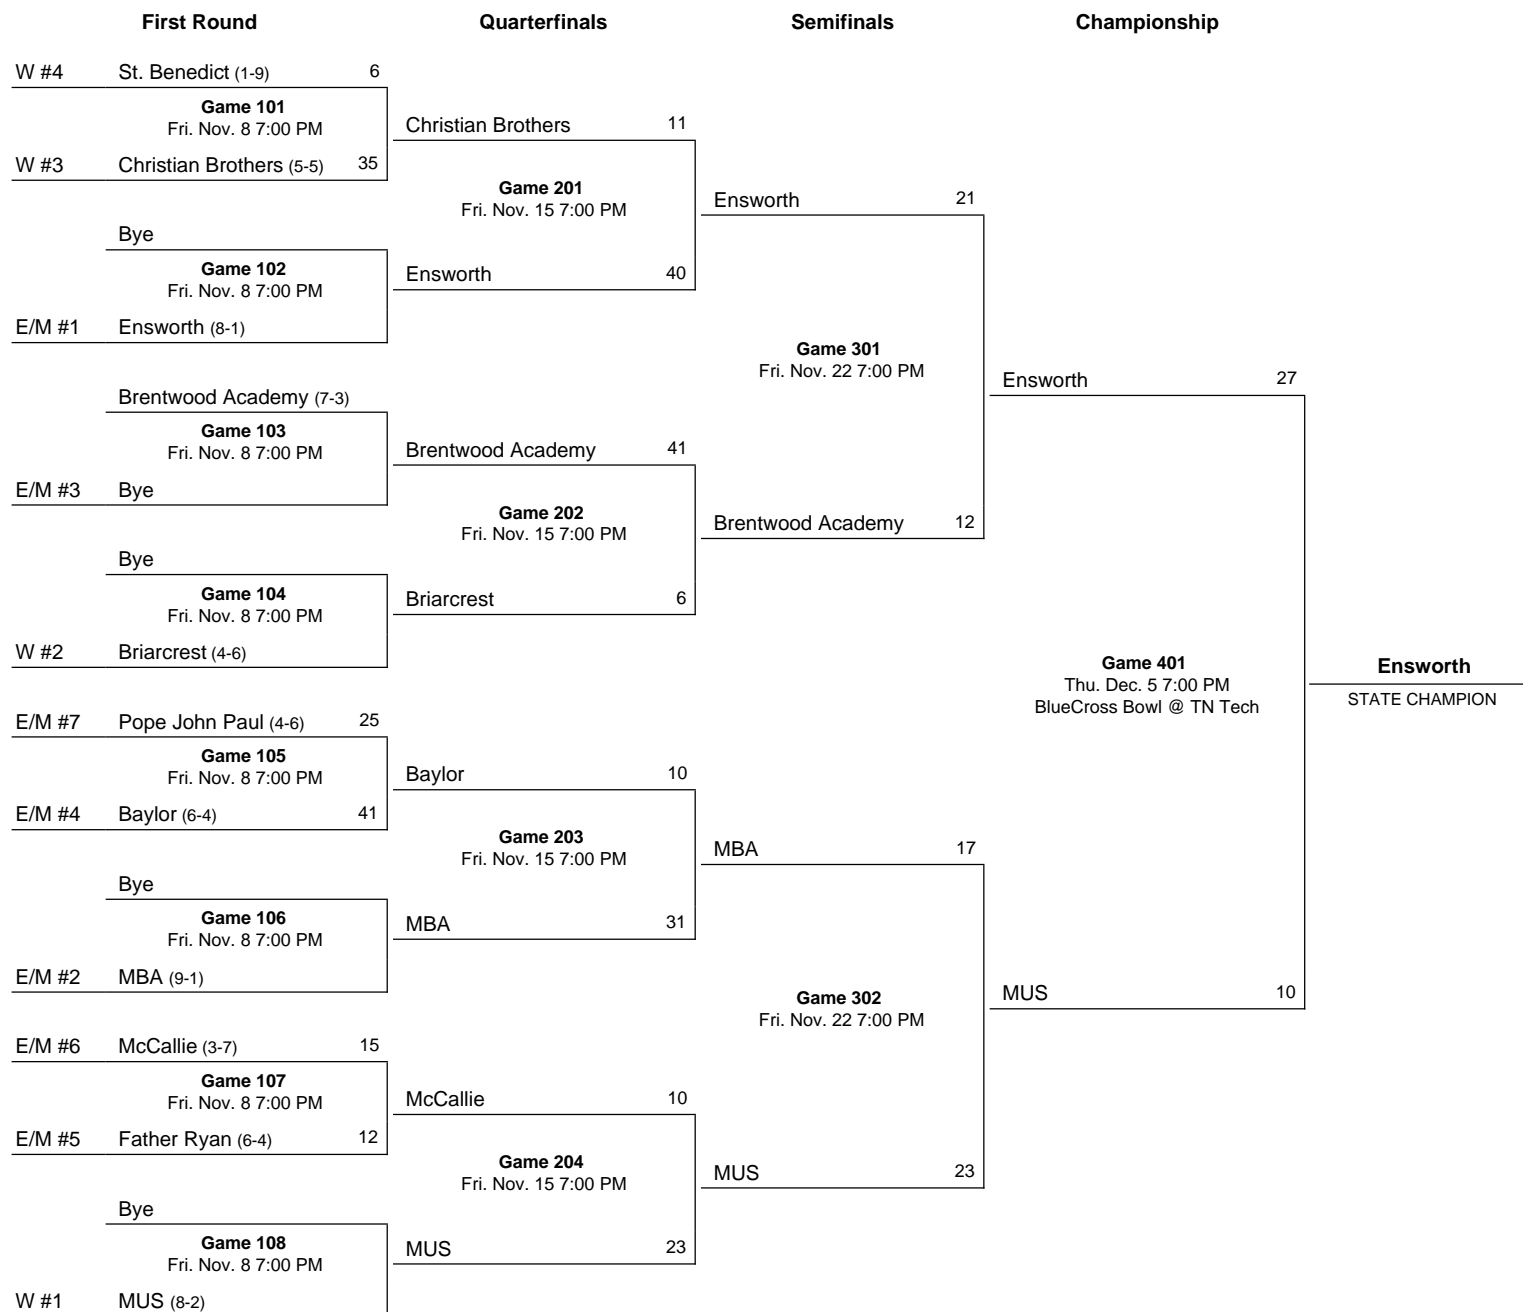 First Round Quarterfinals Semifinals Championship
W #4 St. Benedict (1-9) 6
Game 101
Fri. Nov. 8 7:00 PM
W #3 Christian Brothers (5-5) 35
Bye
Game 102
Fri. Nov. 8 7:00 PM
E/M #1 Ensworth (8-1)
Brentwood Academy (7-3)
Game 103
Fri. Nov. 8 7:00 PM
E/M #3 Bye
Bye
Game 104
Fri. Nov. 8 7:00 PM
W #2 Briarcrest (4-6)
E/M #7 Pope John Paul (4-6) 25
Game 105
Fri. Nov. 8 7:00 PM
E/M #4 Baylor (6-4) 41
Bye
Game 106
Fri. Nov. 8 7:00 PM
E/M #2 MBA (9-1)
E/M #6 McCallie (3-7) 15
Game 107
Fri. Nov. 8 7:00 PM
E/M #5 Father Ryan (6-4) 12
Bye
Game 108
Fri. Nov. 8 7:00 PM
W #1 MUS (8-2)
Christian Brothers 11
Game 201
Fri. Nov. 15 7:00 PM
Ensworth 40
Brentwood Academy 41
Game 202
Fri. Nov. 15 7:00 PM
Briarcrest 6
Baylor 10
Game 203
Fri. Nov. 15 7:00 PM
MBA 31
McCallie 10
Game 204
Fri. Nov. 15 7:00 PM
MUS 23
Ensworth 21
Game 301
Fri. Nov. 22 7:00 PM
Brentwood Academy 12
MBA 17
Game 302
Fri. Nov. 22 7:00 PM
MUS 23
Ensworth 27
Game 401
Thu. Dec. 5 7:00 PM
BlueCross Bowl @ TN Tech
MUS 10
Ensworth
STATE CHAMPION